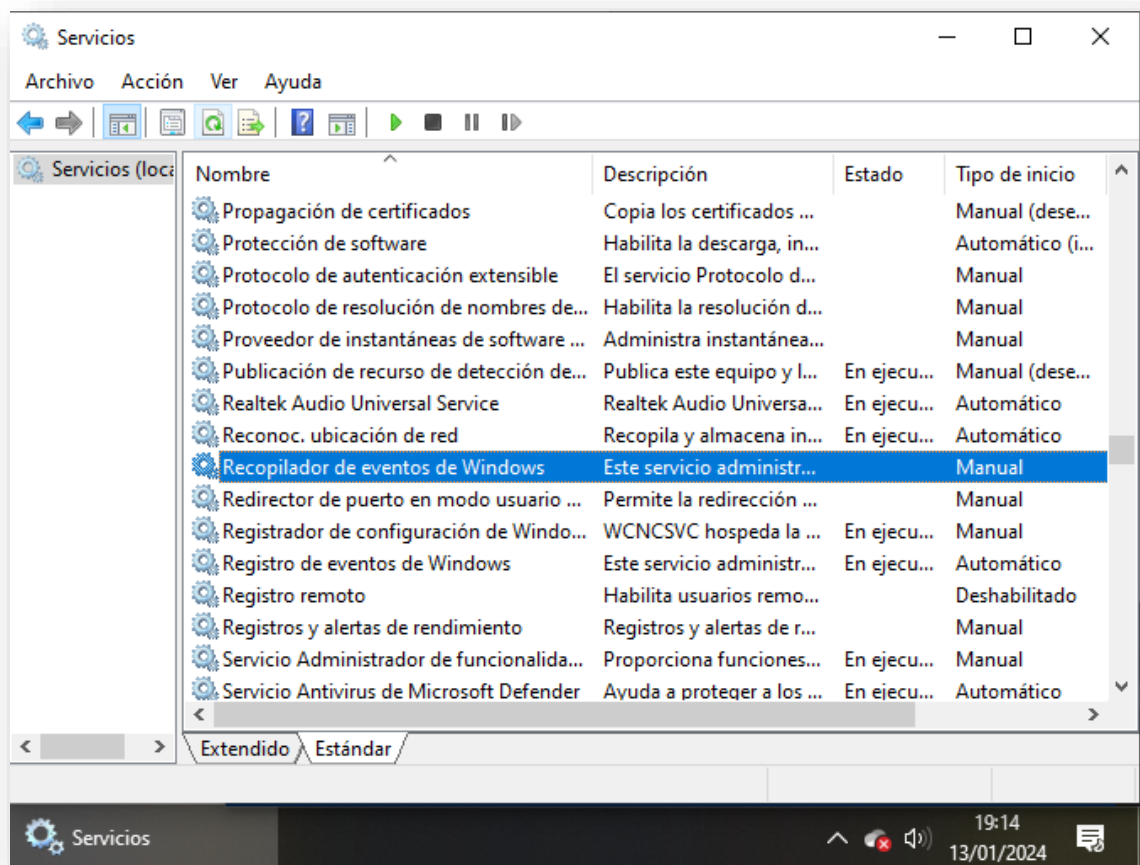 Servicios
Archivo Acción Ver Ayuda
Servicios (loca
Nombre Descripción Estado Tipo de inicio
Propagación de certificados Copia los certificados ... Manual (dese...
Protección de software Habilita la descarga, in... Automático (i...
Protocolo de autenticación extensible El servicio Protocolo d... Manual
Protocolo de resolución de nombres de... Habilita la resolución d... Manual
Proveedor de instantáneas de software ... Administra instantánea... Manual
Publicación de recurso de detección de... Publica este equipo y l... En ejecu... Manual (dese...
Realtek Audio Universal Service Realtek Audio Universa... En ejecu... Automático
Reconoc. ubicación de red Recopila y almacena in... En ejecu... Automático
Recopilador de eventos de Windows Este servicio administr... Manual
Redirector de puerto en modo usuario ... Permite la redirección ... Manual
Registrador de configuración de Windo... WCNCSVC hospeda la ... En ejecu... Manual
Registro de eventos de Windows Este servicio administr... En ejecu... Automático
Registro remoto Habilita usuarios remo... Deshabilitado
Registros y alertas de rendimiento Registros y alertas de r... Manual
Servicio Administrador de funcionalida... Proporciona funciones... En ejecu... Manual
Servicio Antivirus de Microsoft Defender Ayuda a proteger a los ... En ejecu... Automático
Extendido Estándar
Servicios
19:14
13/01/2024